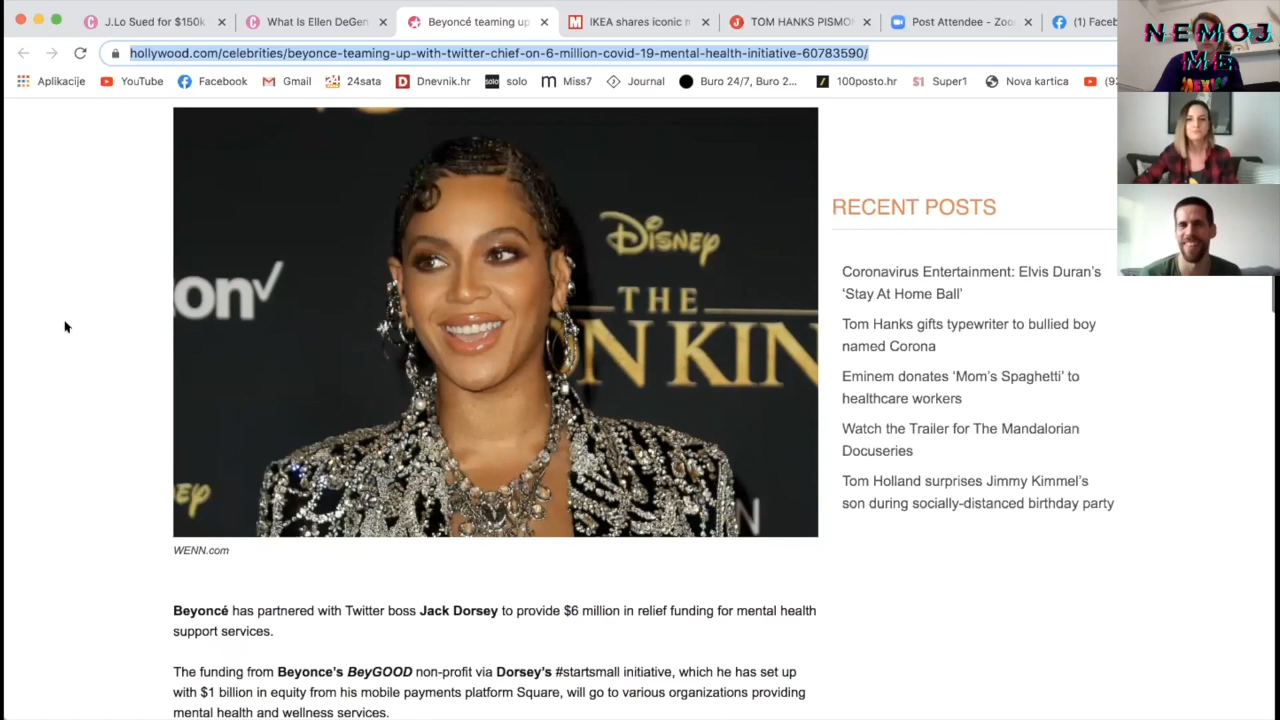 J.Lo Sued for $150k
What Is Ellen DeGen
Beyoncé teaming up
IKEA shares iconic m
TOM HANKS PISMO
Post Attendee - Zoo
(1) Faceb
hollywood.com/celebrities/beyonce-teaming-up-with-twitter-chief-on-6-million-covid-19-mental-health-initiative-60783590/
Aplikacije
YouTube
Facebook
Gmail
24sata
Dnevnik.hr
solo
Miss7
Journal
Buro 24/7, Buro 2...
100posto.hr
Super1
Nova kartica
NEMOJ
ME
on
Disney
THE
ON KIN
EY
N
WENN.com
Beyoncé has partnered with Twitter boss Jack Dorsey to provide $6 million in relief funding for mental health
support services.
The funding from Beyonce's BeyGOOD non-profit via Dorsey's #startsmall initiative, which he has set up
with $1 billion in equity from his mobile payments platform Square, will go to various organizations providing
mental health and wellness services.
RECENT POSTS
Coronavirus Entertainment: Elvis Duran's
‘Stay At Home Ball’
Tom Hanks gifts typewriter to bullied boy
named Corona
Eminem donates ‘Mom’s Spaghetti’ to
healthcare workers
Watch the Trailer for The Mandalorian
Docuseries
Tom Holland surprises Jimmy Kimmel’s
son during socially-distanced birthday party